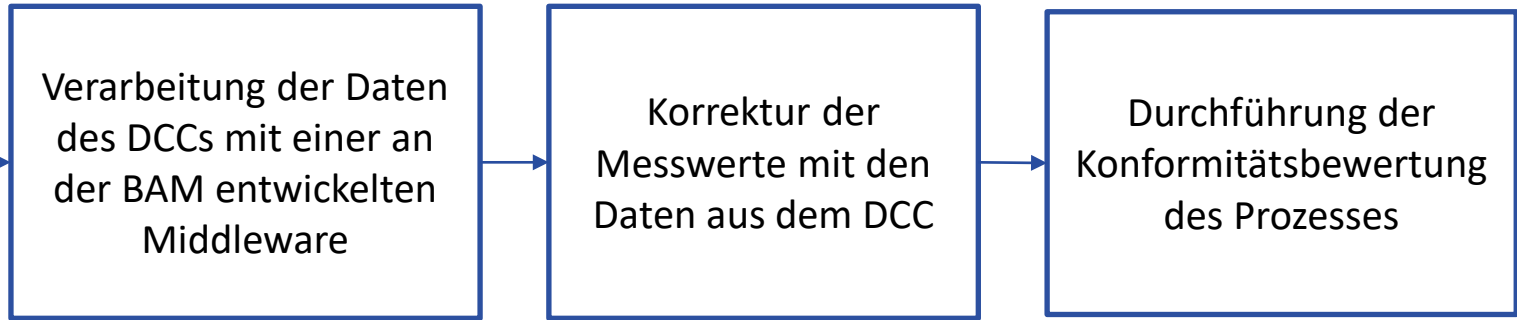 Verarbeitung der Daten
des DCCs mit einer an
der BAM entwickelten
Middleware
Korrektur der
Messwerte mit den
Daten aus dem DCC
Durchführung der
Konformitätsbewertung
des Prozesses